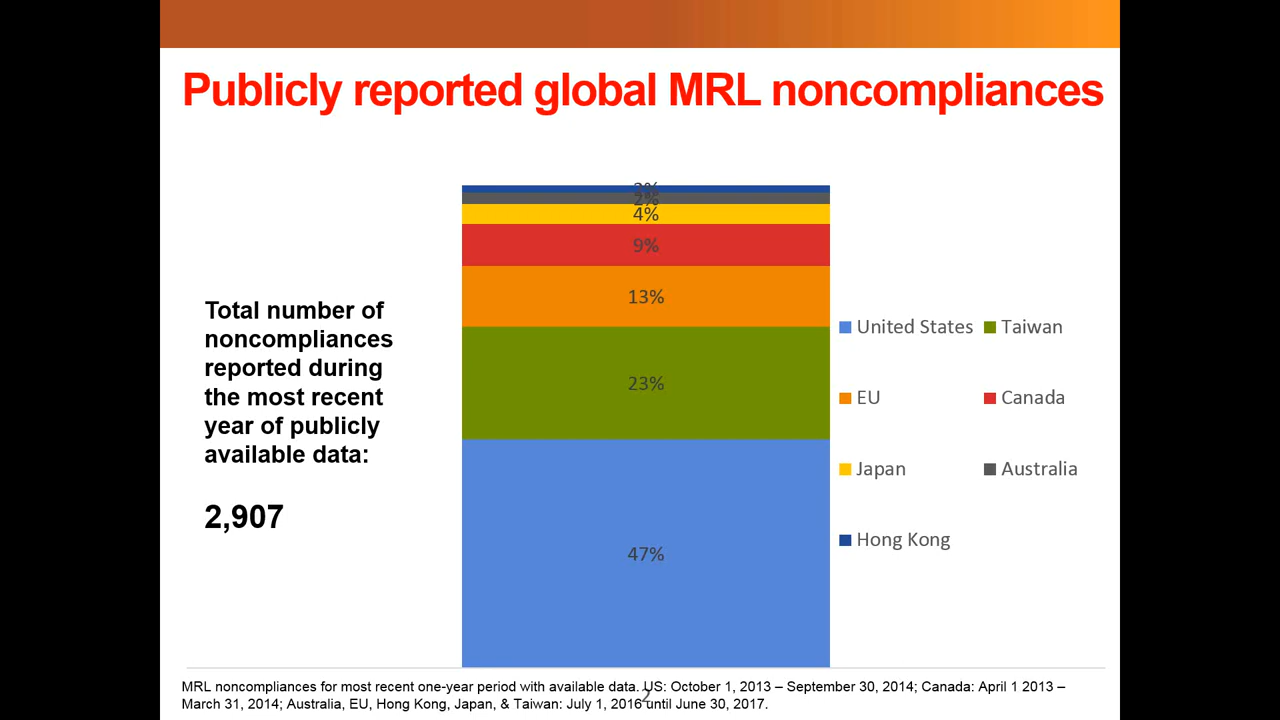 Publicly reported global MRL noncompliances
2%
2%
4%
9%
13%
23%
47%
Total number of
noncompliances
reported during
the most recent
year of publicly
available data:
2,907
United States
Taiwan
EU
Canada
Japan
Australia
Hong Kong
MRL noncompliances for most recent one-year period with available data. US: October 1, 2013 – September 30, 2014; Canada: April 1 2013 –
March 31, 2014; Australia, EU, Hong Kong, Japan, & Taiwan: July 1, 2016 until June 30, 2017.
2